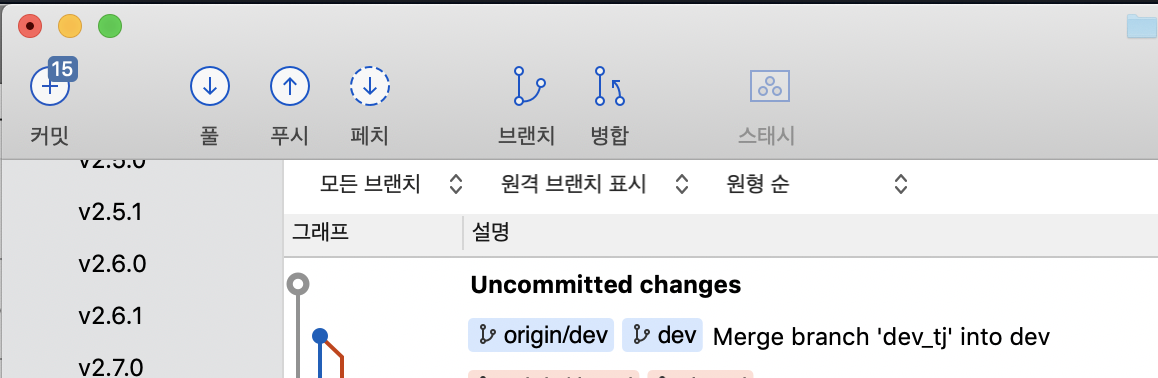 15
커밋 풀 푸시 페치 브랜치 병합 스태시
v2.5.0
모든 브랜치 원격 브랜치 표시 원형 순
v2.5.1
그래프 설명
v2.6.0
Uncommitted changes
v2.6.1
origin/dev dev Merge branch 'dev_tj' into dev
v2.7.0